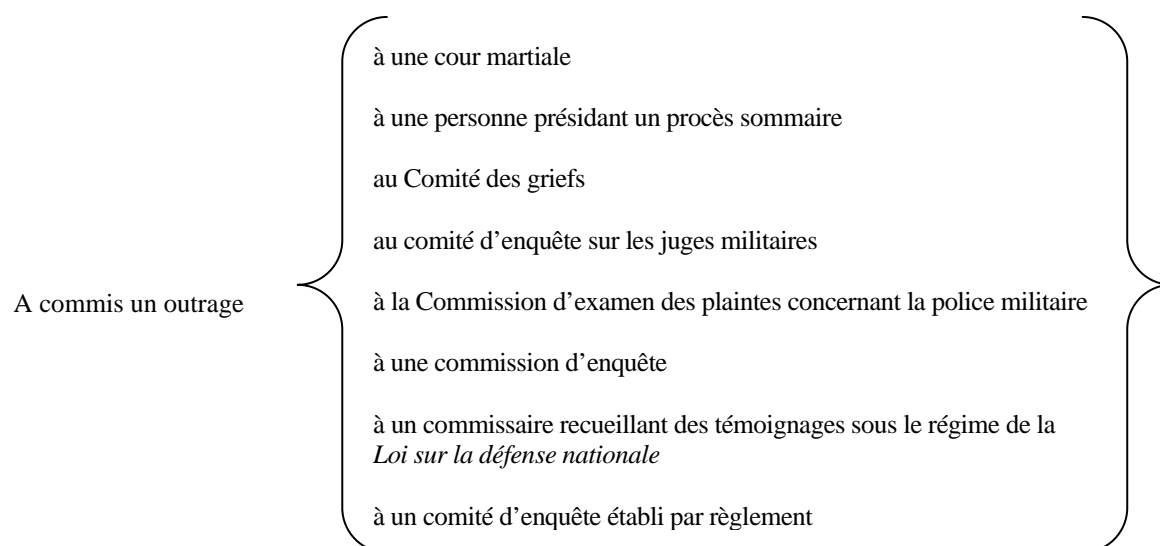 à une cour martiale
à une personne présidant un procès sommaire
au Comité des griefs
au comité d’enquête sur les juges militaires
A commis un outrage
à la Commission d’examen des plaintes concernant la police militaire
à une commission d’enquête
à un commissaire recueillant des témoignages sous le régime de la
Loi sur la défense nationale
à un comité d’enquête établi par règlement